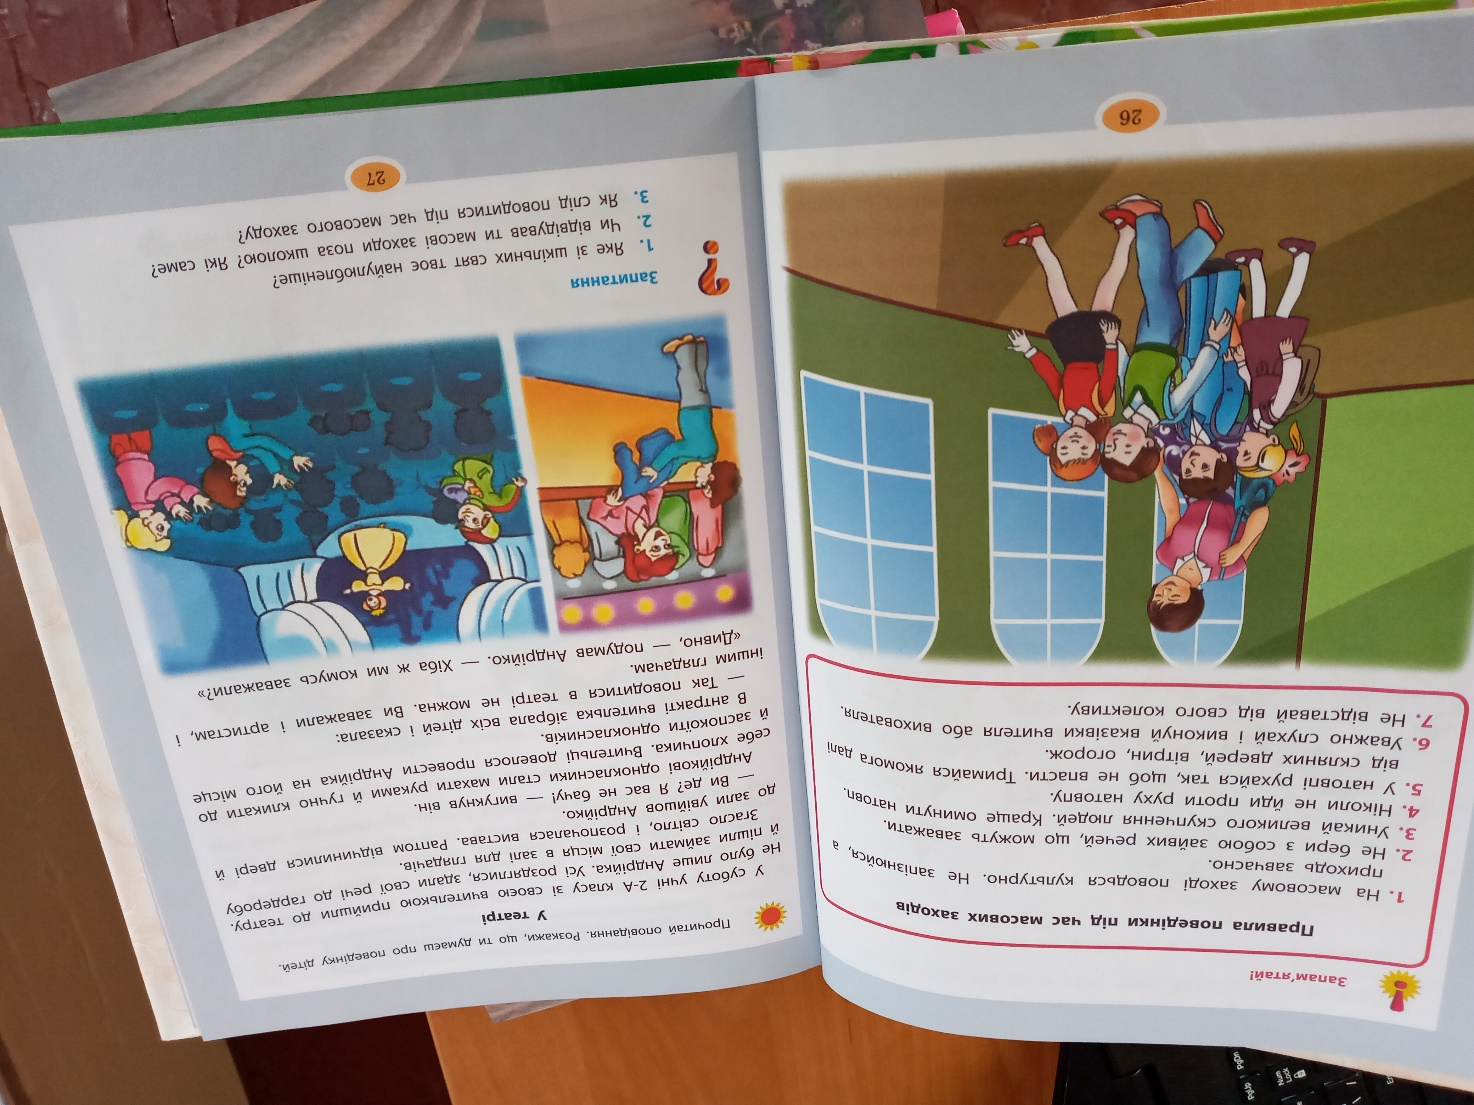 Запам'ятай!
Правила поведінки під час масових заходів
1. На масовому заході поводься культурно. Не запізнюйся, а
приходь завчасно.
2. Не бери з собою зайвих речей, що можуть заважати.
3. Уникай великого скупчення людей. Краще оминути натовп.
4. Ніколи не йди проти руху натовпу.
5. У натовпі рухайся так, щоб не впасти. Тримайся якомога далі
від скляних дверей, вітрин, огорож.
6. Уважно слухай і виконуй вказівки вчителя або вихователя.
7. Не відставай від свого колективу.
26
Прочитай оповідання. Розкажи, що ти думаєш про поведінку дітей.
У театрі
У суботу учні 2-А класу зі своєю вчителькою прийшли до театру.
Не було лише Андрійка. Усі роздяглися, здали свої речі до гардеробу
й пішли займати свої місця в залі для глядачів.
Згасло світло, і розпочалася вистава. Раптом відчинилися двері й
до зали увійшов Андрійко.
— Ви де? Я вас не бачу! — вигукнув він.
Андрійкові однокласники стали махати руками й гучно кликати до
себе хлопчика. Вчительці довелося провести Андрійка на його місце
й заспокоїти однокласників.
В антракті вчителька зібрала всіх дітей і сказала:
— Так поводитися в театрі не можна. Ви заважали і артистам, і
іншим глядачам.
«Дивно, — подумав Андрійко. — Хіба ж ми комусь заважали?»
Запитання
1. Яке зі шкільних свят твоє найулюбленіше?
2. Чи відвідував ти масові заходи поза школою? Які саме?
3. Як слід поводитися під час масового заходу?
27
PgUp
PgDn
Num
Lock